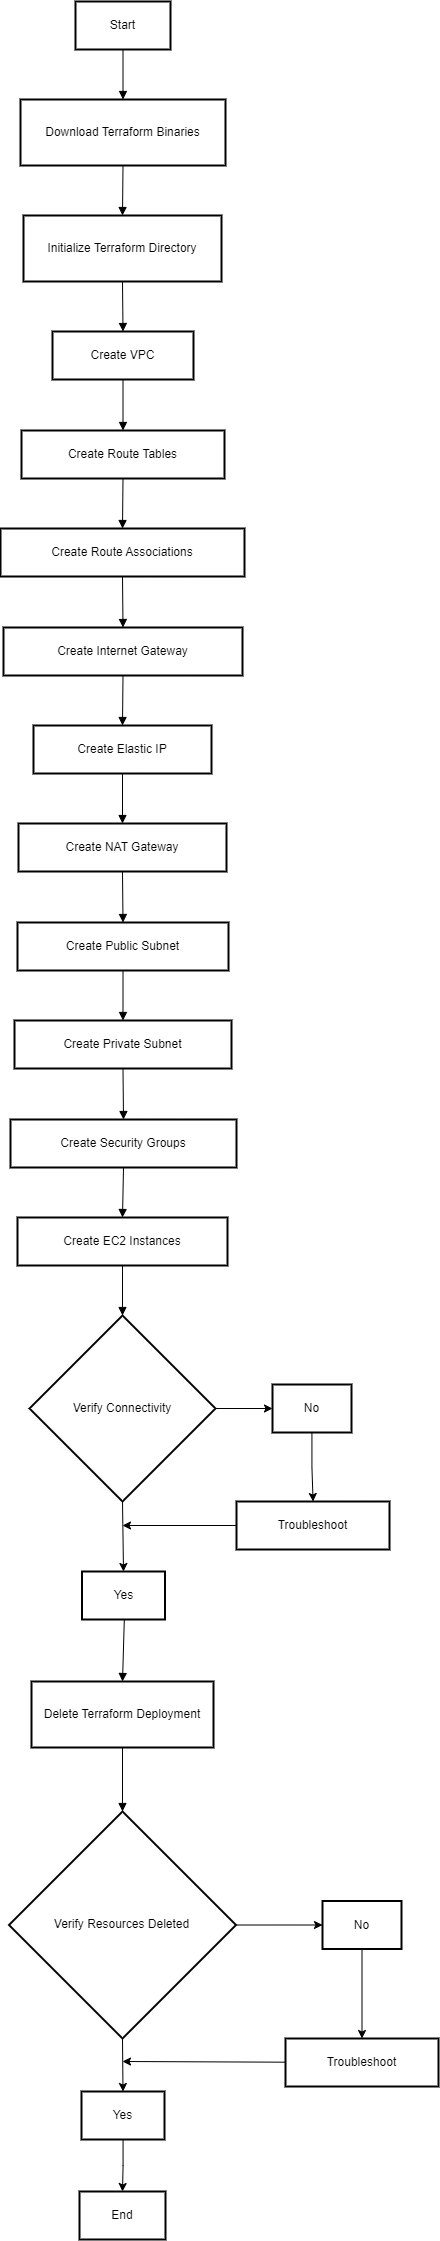 Start
Download Terraform Binaries
Initialize Terraform Directory
Create VPC
Create Route Tables
Create Route Associations
Create Internet Gateway
Create Elastic IP
Create NAT Gateway
Create Public Subnet
Create Private Subnet
Create Security Groups
Create EC2 Instances
Verify Connectivity
No
Troubleshoot
Yes
Delete Terraform Deployment
Verify Resources Deleted
No
Troubleshoot
Yes
End